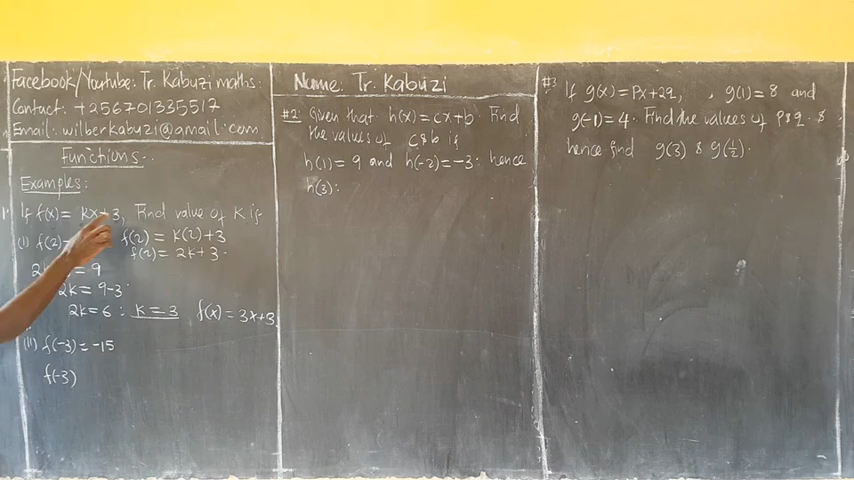 Facebook/Youtube: Tr. Kabuzi maths.
Contact: +256701335517
Email: wilberkabuzi@gmail.com
Functions.
Examples:
If f(x) = kx+3, Find value of K if
(i) f(2) = f(2) = k(2)+3
f(2) = 2k+3.
2k = 9
2k = 9-3.
2k = 6 : k = 3 f(x) = 3x+3
(ii) f(-3) = -15
f(-3)
Name: Tr. Kabuzi
#2 Given that h(x) = cx+b. Find
the values of c&b if
h(1) = 9 and h(-2) = -3. hence
h(3):
#3 If g(x) = Px+2q, , g(1) = 8 and
g(-1) = 4. Find the values of p&q. &
hence find g(3) & g(1/2).